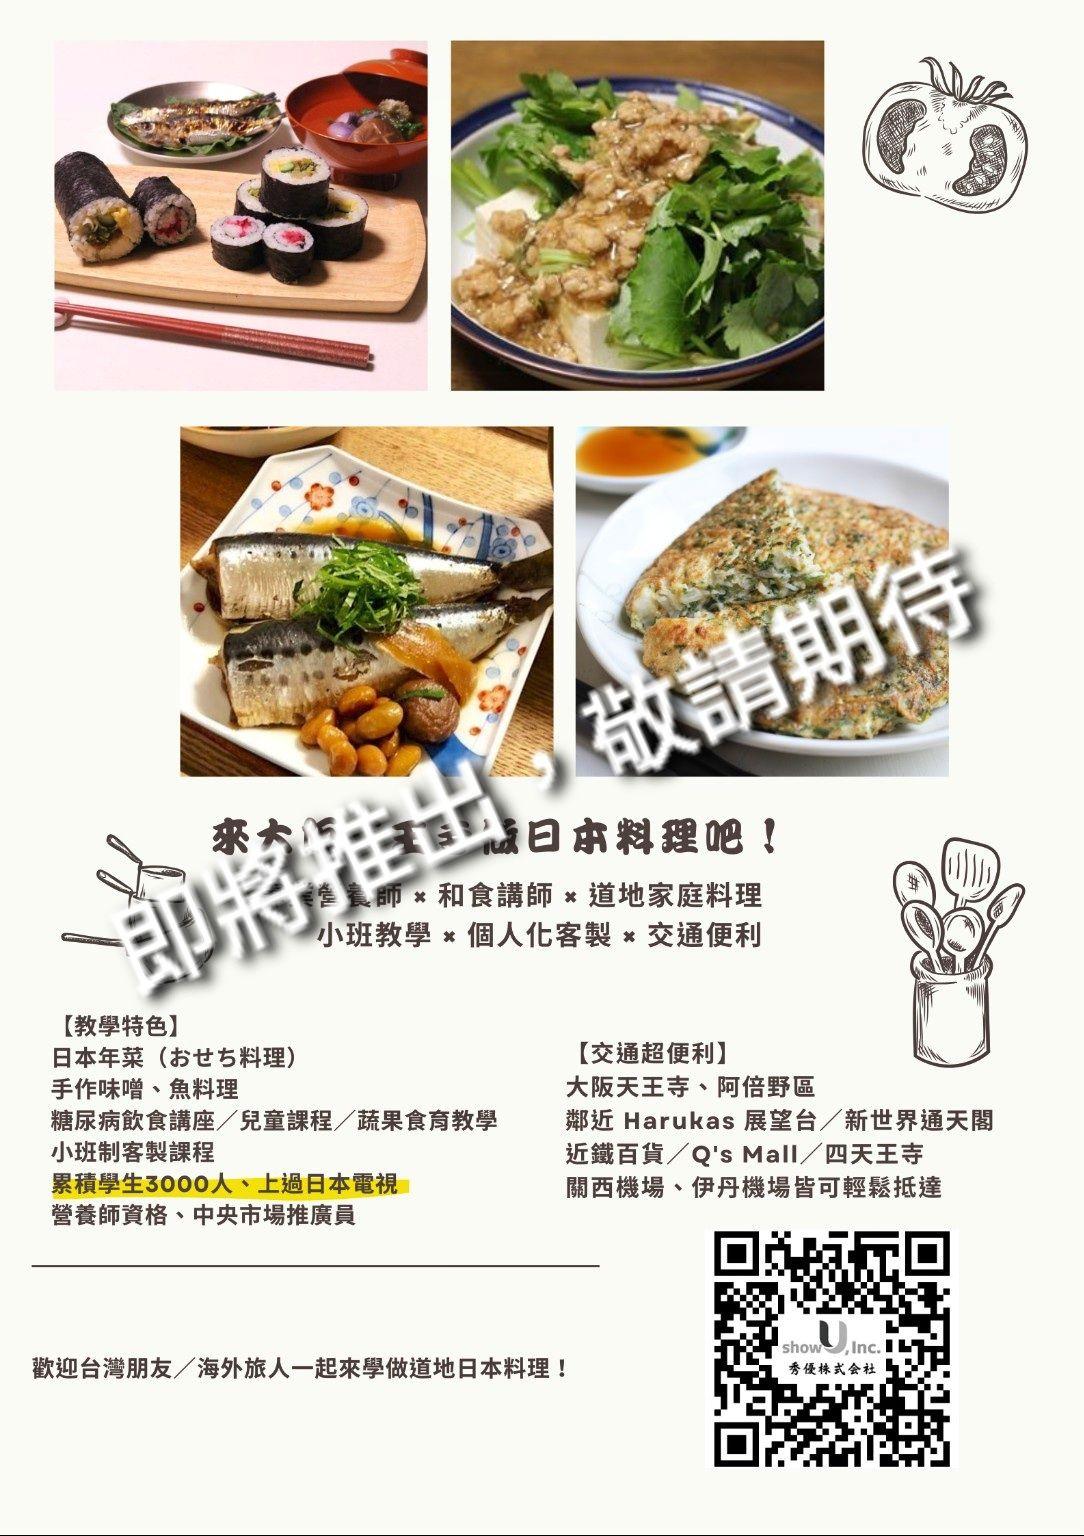 即將推出，敬請期待
來大 日本料理吧！
營養師 × 和食講師 × 道地家庭料理
小班教學 × 個人化客製 × 交通便利
【教學特色】
日本年菜（おせち料理）
手作味噌、魚料理
糖尿病飲食講座／兒童課程／蔬果食育教學
小班制客製課程
累積學生3000人、上過日本電視
營養師資格、中央市場推廣員
【交通超便利】
大阪天王寺、阿倍野區
鄰近 Harukas 展望台／新世界通天閣
近鐵百貨／Q's Mall／四天王寺
關西機場、伊丹機場皆可輕鬆抵達
showU,Inc.
秀優株式会社
歡迎台灣朋友／海外旅人一起來學做道地日本料理！